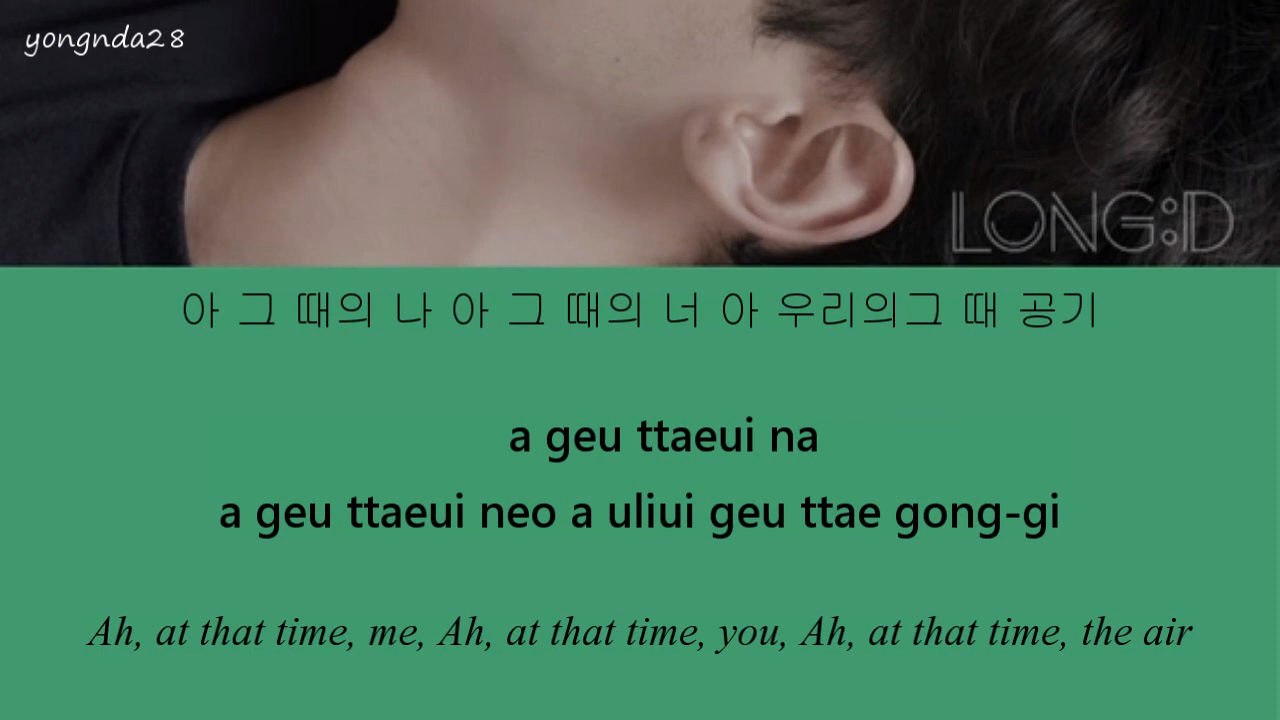 yongnda28
LONG:D
아 그 때의 나 아 그 때의 너 아 우리의그 때 공기
a geu ttaeui na
a geu ttaeui neo a uliui geu ttae gong-gi
Ah, at that time, me, Ah, at that time, you, Ah, at that time, the air